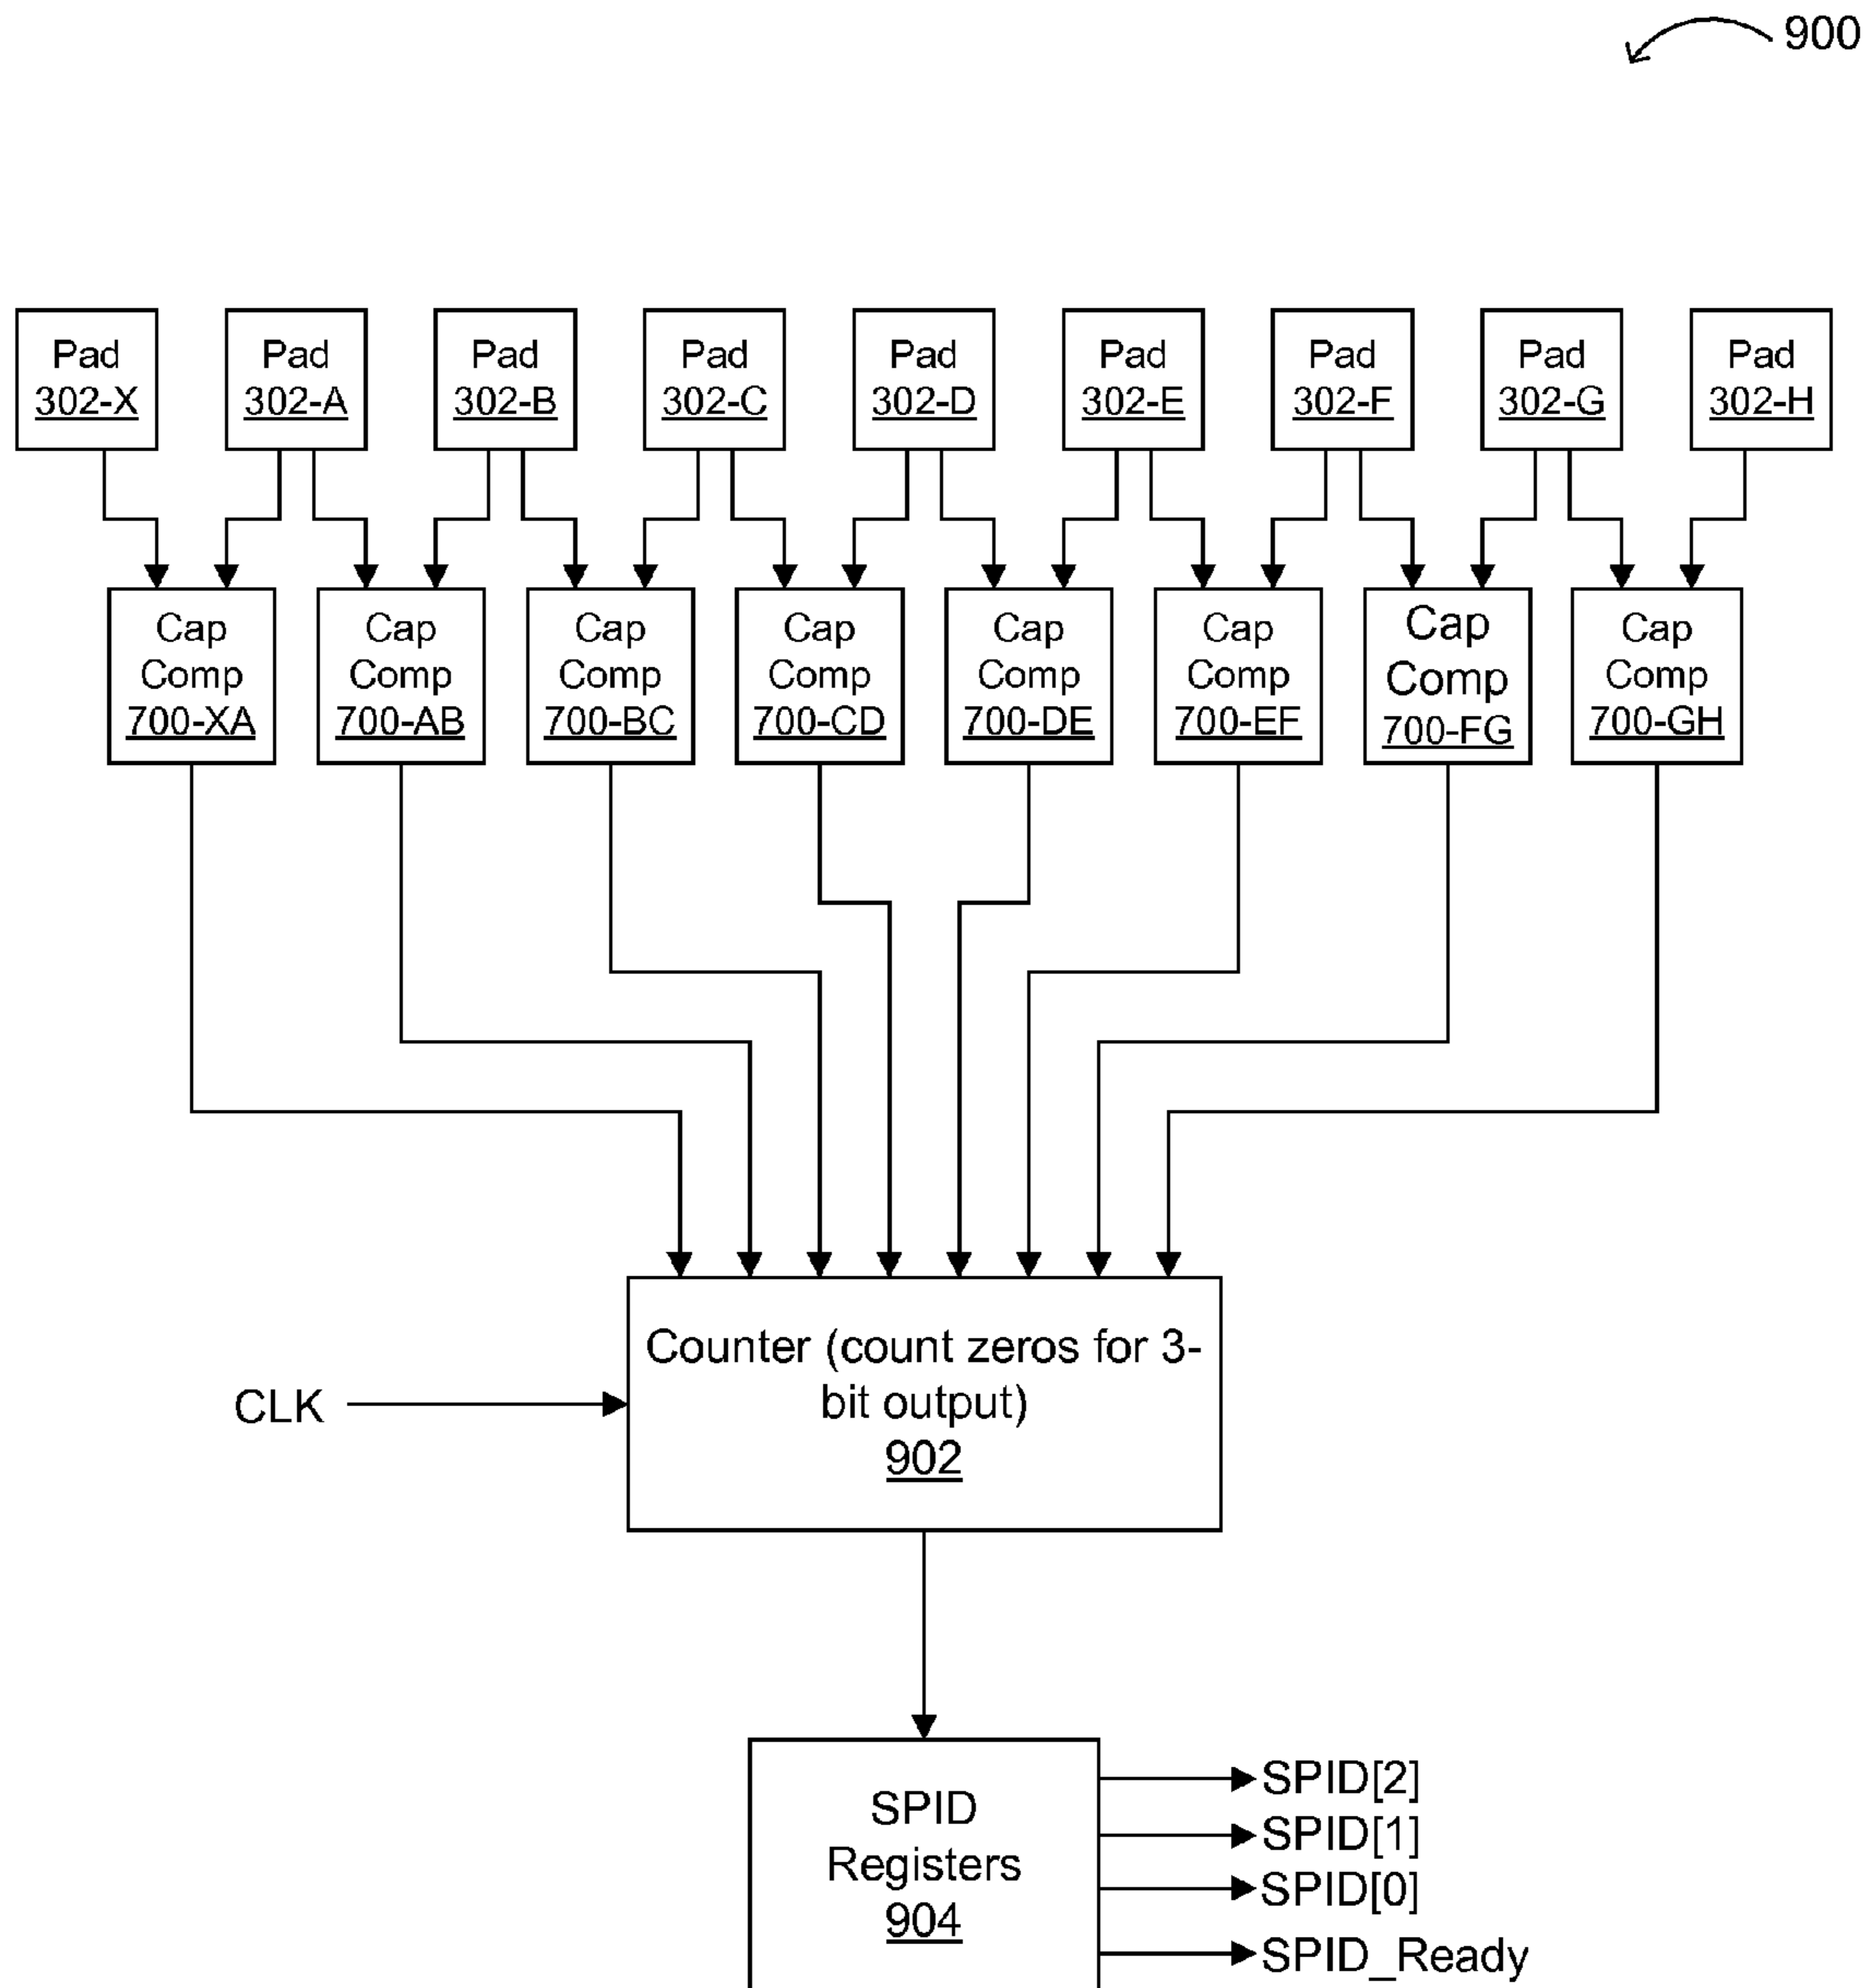 900
Pad
302-X
Pad
302-A
Pad
302-B
Pad
302-C
Pad
302-D
Pad
302-E
Pad
302-F
Pad
302-G
Pad
302-H
Cap
Comp
700-XA
Cap
Comp
700-AB
Cap
Comp
700-BC
Cap
Comp
700-CD
Cap
Comp
700-DE
Cap
Comp
700-EF
Cap
Comp
700-FG
Cap
Comp
700-GH
Counter (count zeros for 3-
bit output)
902
CLK
SPID
Registers
904
SPID[2]
SPID[1]
SPID[0]
SPID_Ready